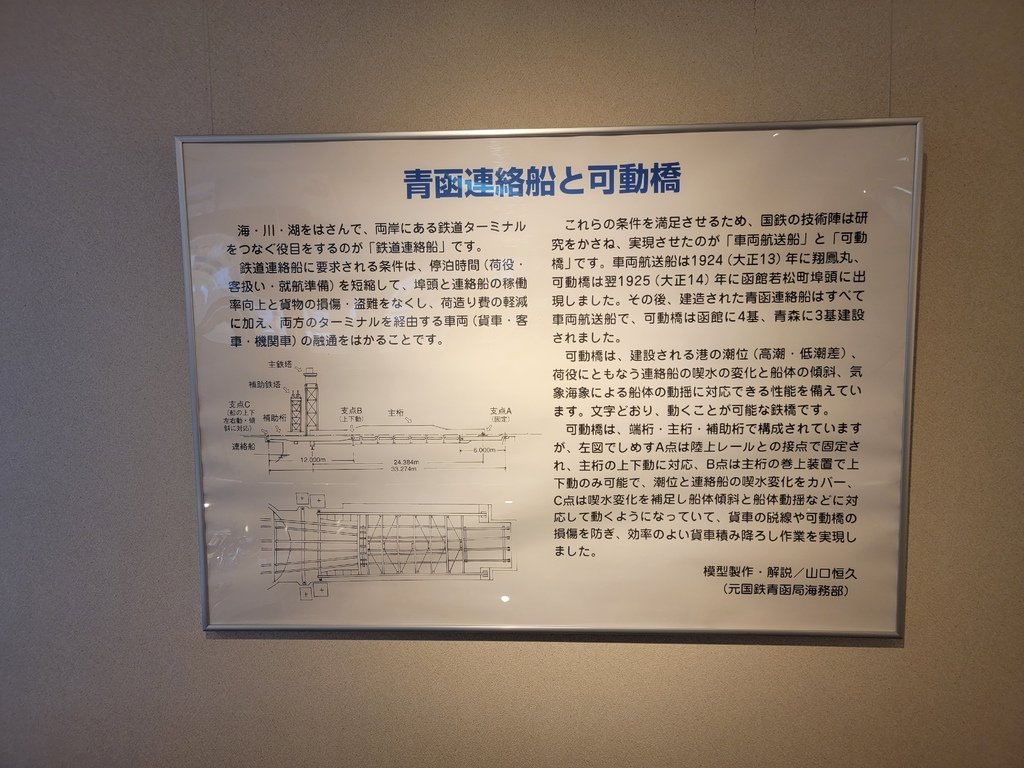 青函連絡船と可動橋
海・川・湖をはさんで、両岸にある鉄道ターミナル
をつなぐ役目をするのが「鉄道連絡船」です。
鉄道連絡船に要求される条件は、停泊時間(荷役・
客扱い・就航準備)を短縮して、埠頭と連絡船の稼働
率向上と貨物の損傷・盗難をなくし、荷造り費の軽減
に加え、両方のターミナルを経由する車両(貨車・客
車・機関車)の融通をはかることです。
主鉄塔
補助鉄塔
支点C
(船の上下
左右動・傾
斜に対応)
補助桁
支点B
(上下動)
主桁
支点A
(固定)
連絡船
12.000m
24.384m
6.000m
33.274m
これらの条件を満足させるため、国鉄の技術陣は研
究をかさね、実現させたのが「車両航送船」と「可動
橋」です。車両航送船は1924(大正13)年に翔鳳丸、
可動橋は翌1925(大正14)年に函館若松町埠頭に出
現しました。その後、建造された青函連絡船はすべて
車両航送船で、可動橋は函館に4基、青森に3基建設
されました。
可動橋は、建設される港の潮位(高潮・低潮差)、
荷役にともなう連絡船の喫水の変化と船体の傾斜、気
象海象による船体の動揺に対応できる性能を備えてい
ます。文字どおり、動くことが可能な鉄橋です。
可動橋は、端桁・主桁・補助桁で構成されています
が、左図でしめすA点は陸上レールとの接点で固定さ
れ、主桁の上下動に対応、B点は主桁の巻上装置で上
下動のみ可能で、潮位と連絡船の喫水変化をカバー、
C点は喫水変化を補足し船体傾斜と船体動揺などに対
応して動くようになっていて、貨車の脱線や可動橋の
損傷を防ぎ、効率のよい貨車積み降ろし作業を実現し
ました。
模型製作・解説／山口恒久
(元国鉄青函局海務部)